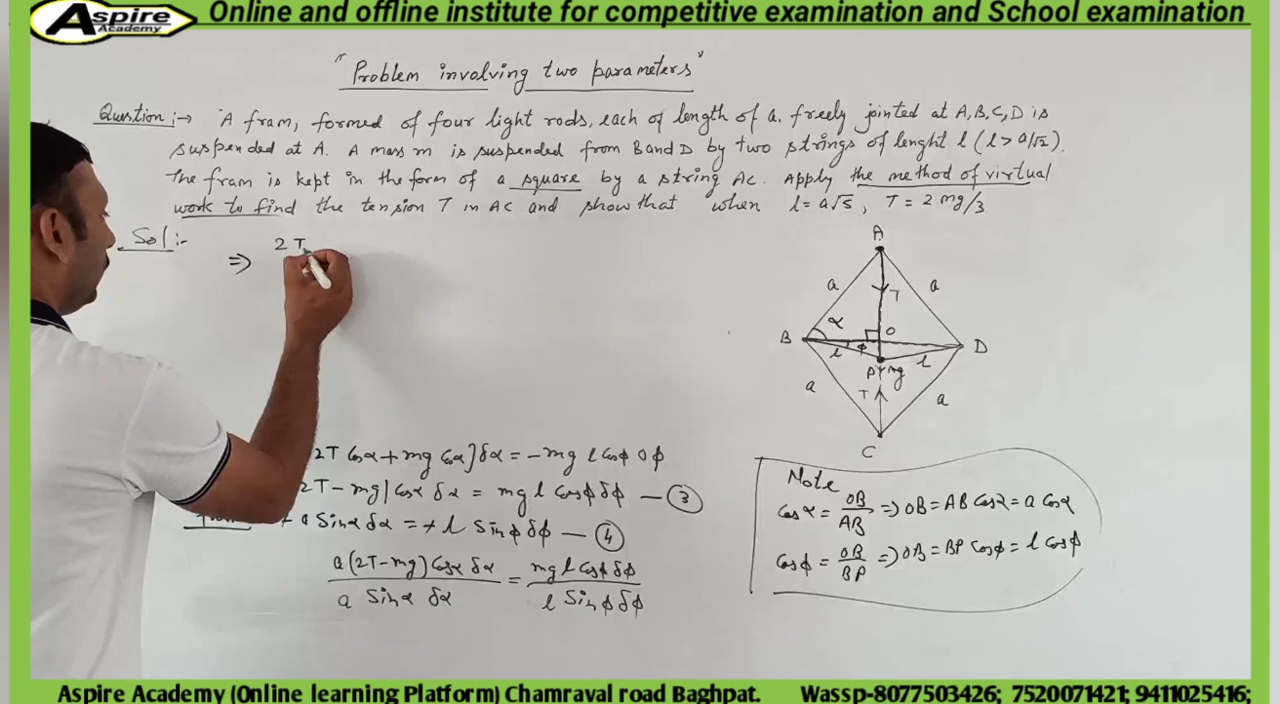 Aspire Academy
Online and offline institute for competitive examination and School examination
"Problem involving two parameters"
Question:→ A fram, formed of four light rods, each of length of a, freely jointed at A,B,C,D is
suspended at A. A mass m is suspended from B and D by two strings of lenght l (l > a/√2).
The fram is kept in the form of a square by a string AC. Apply the method of virtual
work to find the tension T in AC and show that when l = a√5, T = 2mg/3
Sol:-
⇒ 2T
A
a a
T
α
B O D
l φ l
P mg
a T a
C
2T Cosα + mg Cosα] δα = - mg l Cosφ δφ
2T - mg) Cosα δα = mg l Cosφ δφ — ③
+ a Sinα δα = + l Sinφ δφ — ④
a(2T-mg) Cosα δα / a Sinα δα = mg l Cosφ δφ / l Sinφ δφ
Note
Cosα = OB/AB ⇒ OB = AB Cosα = a Cosα
Cosφ = OB/BP ⇒ OB = BP Cosφ = l Cosφ
Aspire Academy (Online learning Platform) Chamraval road Baghpat. Wassp-8077503426; 7520071421; 9411025416;